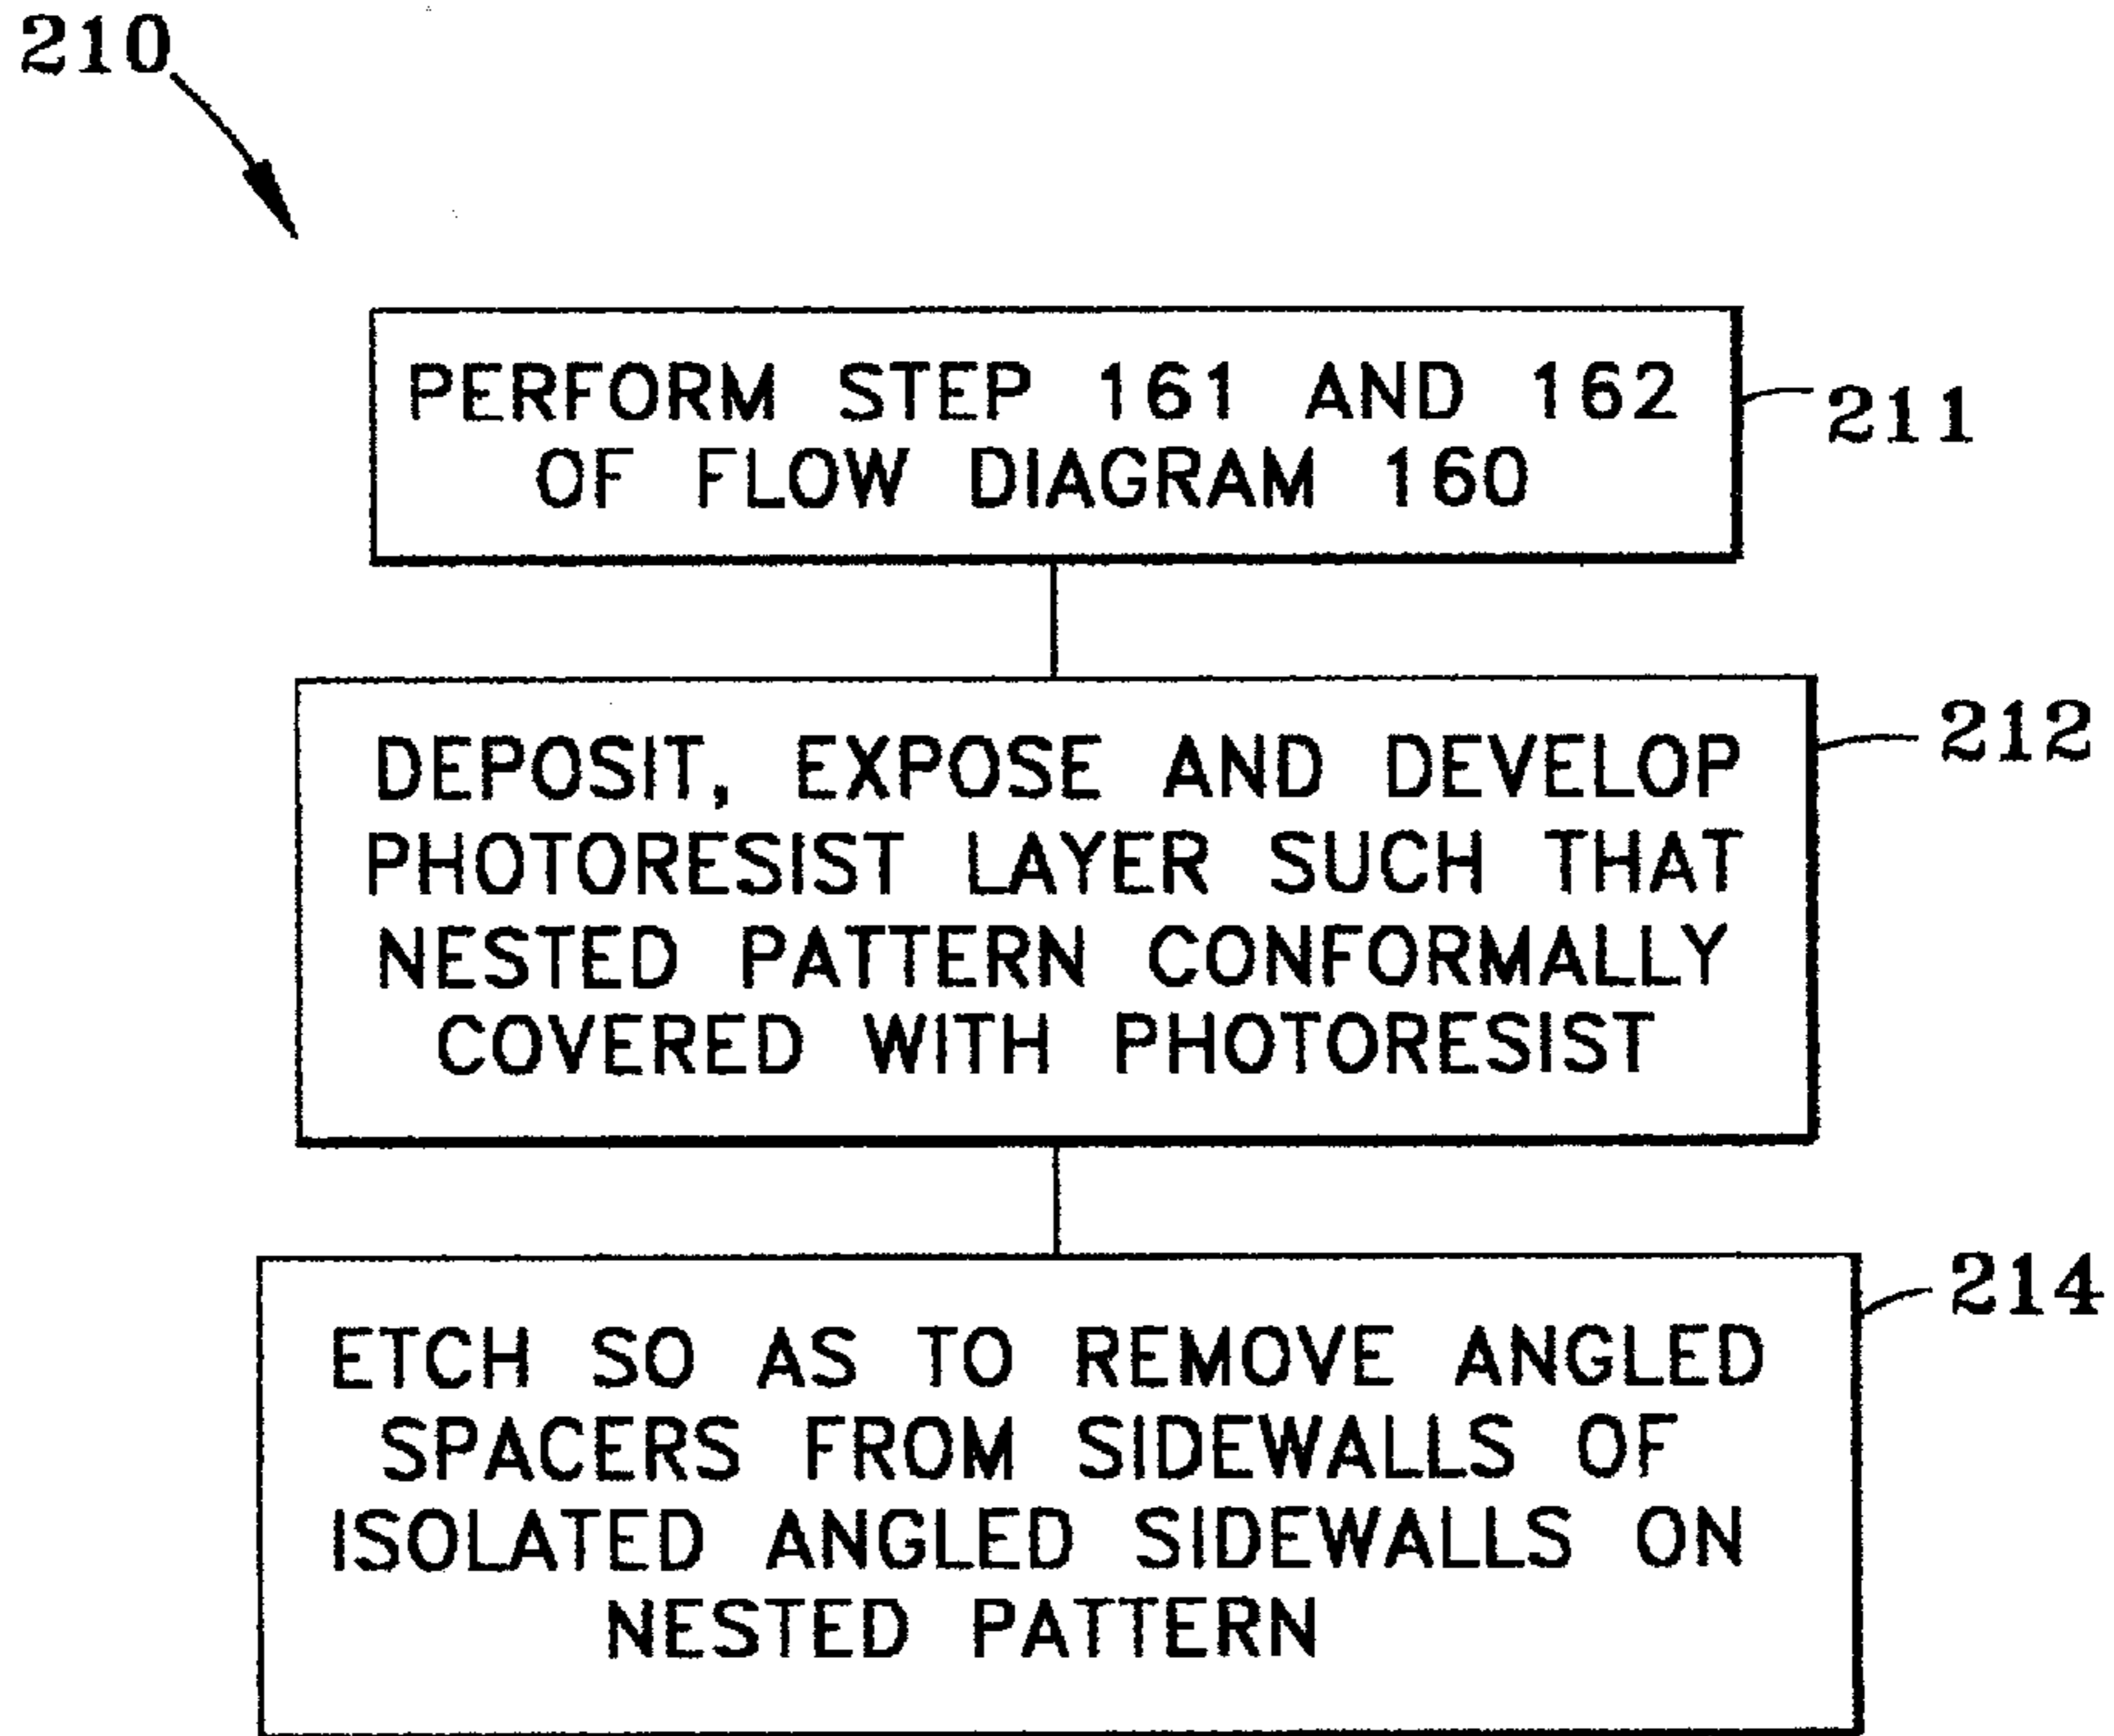 210
PERFORM STEP 161 AND 162
OF FLOW DIAGRAM 160
211
DEPOSIT, EXPOSE AND DEVELOP
PHOTORESIST LAYER SUCH THAT
NESTED PATTERN CONFORMALLY
COVERED WITH PHOTORESIST
212
ETCH SO AS TO REMOVE ANGLED
SPACERS FROM SIDEWALLS OF
ISOLATED ANGLED SIDEWALLS ON
NESTED PATTERN
214